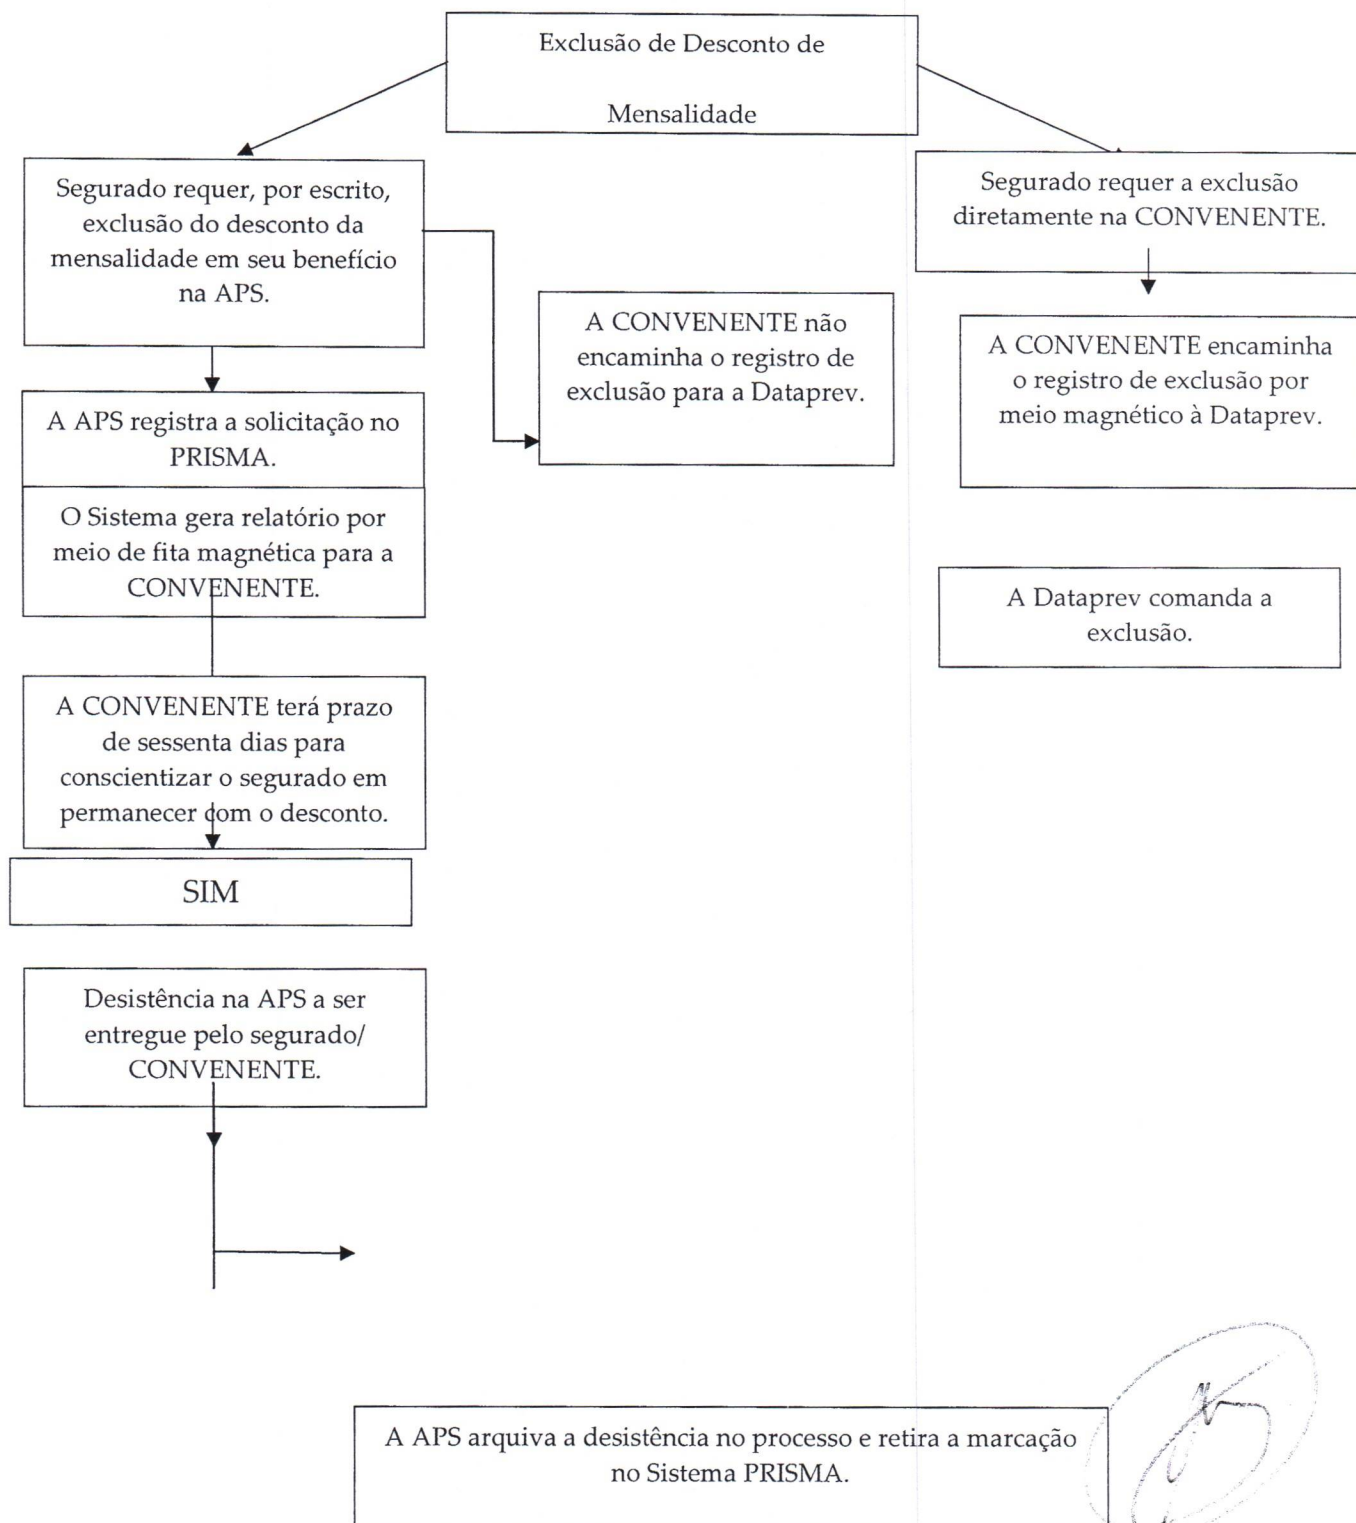 Exclusão de Desconto de
Mensalidade
Segurado requer, por escrito,
exclusão do desconto da
mensalidade em seu benefício
na APS.
Segurado requer a exclusão
diretamente na CONVENENTE.
A CONVENENTE não
encaminha o registro de
exclusão para a Dataprev.
A CONVENENTE encaminha
o registro de exclusão por
meio magnético à Dataprev.
A APS registra a solicitação no
PRISMA.
O Sistema gera relatório por
meio de fita magnética para a
CONVENENTE.
A Dataprev comanda a
exclusão.
A CONVENENTE terá prazo
de sessenta dias para
conscientizar o segurado em
permanecer com o desconto.
SIM
Desistência na APS a ser
entregue pelo segurado/
CONVENENTE.
A APS arquiva a desistência no processo e retira a marcação
no Sistema PRISMA.